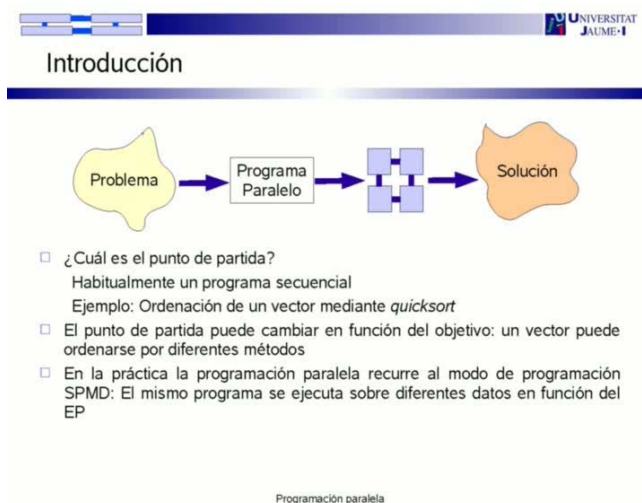 UNIVERSITAT
JAUME·I
Introducción
Problema
Programa
Paralelo
Solución
¿Cuál es el punto de partida?
Habitualmente un programa secuencial
Ejemplo: Ordenación de un vector mediante quicksort
El punto de partida puede cambiar en función del objetivo: un vector puede
ordenarse por diferentes métodos
En la práctica la programación paralela recurre al modo de programación
SPMD: El mismo programa se ejecuta sobre diferentes datos en función del
EP
Programación paralela